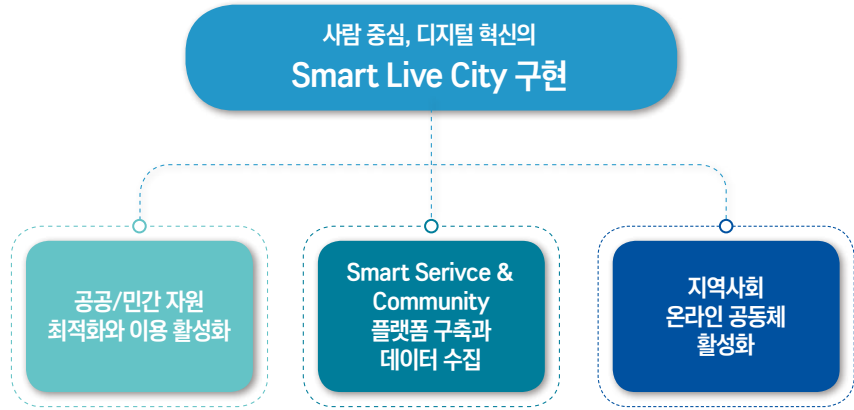 사람 중심, 디지털 혁신의
Smart Live City 구현
공공/민간 자원
최적화와 이용 활성화
Smart Serivce &
Community
플랫폼 구축과
데이터 수집
지역사회
온라인 공동체
활성화